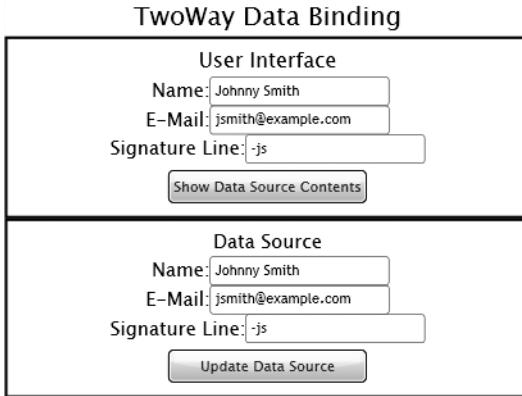 TwoWay Data Binding
User Interface
Name: Johnny Smith
E-Mail: jsmith@example.com
Signature Line: -js
Show Data Source Contents
Data Source
Name: Johnny Smith
E-Mail: jsmith@example.com
Signature Line: -js
Update Data Source